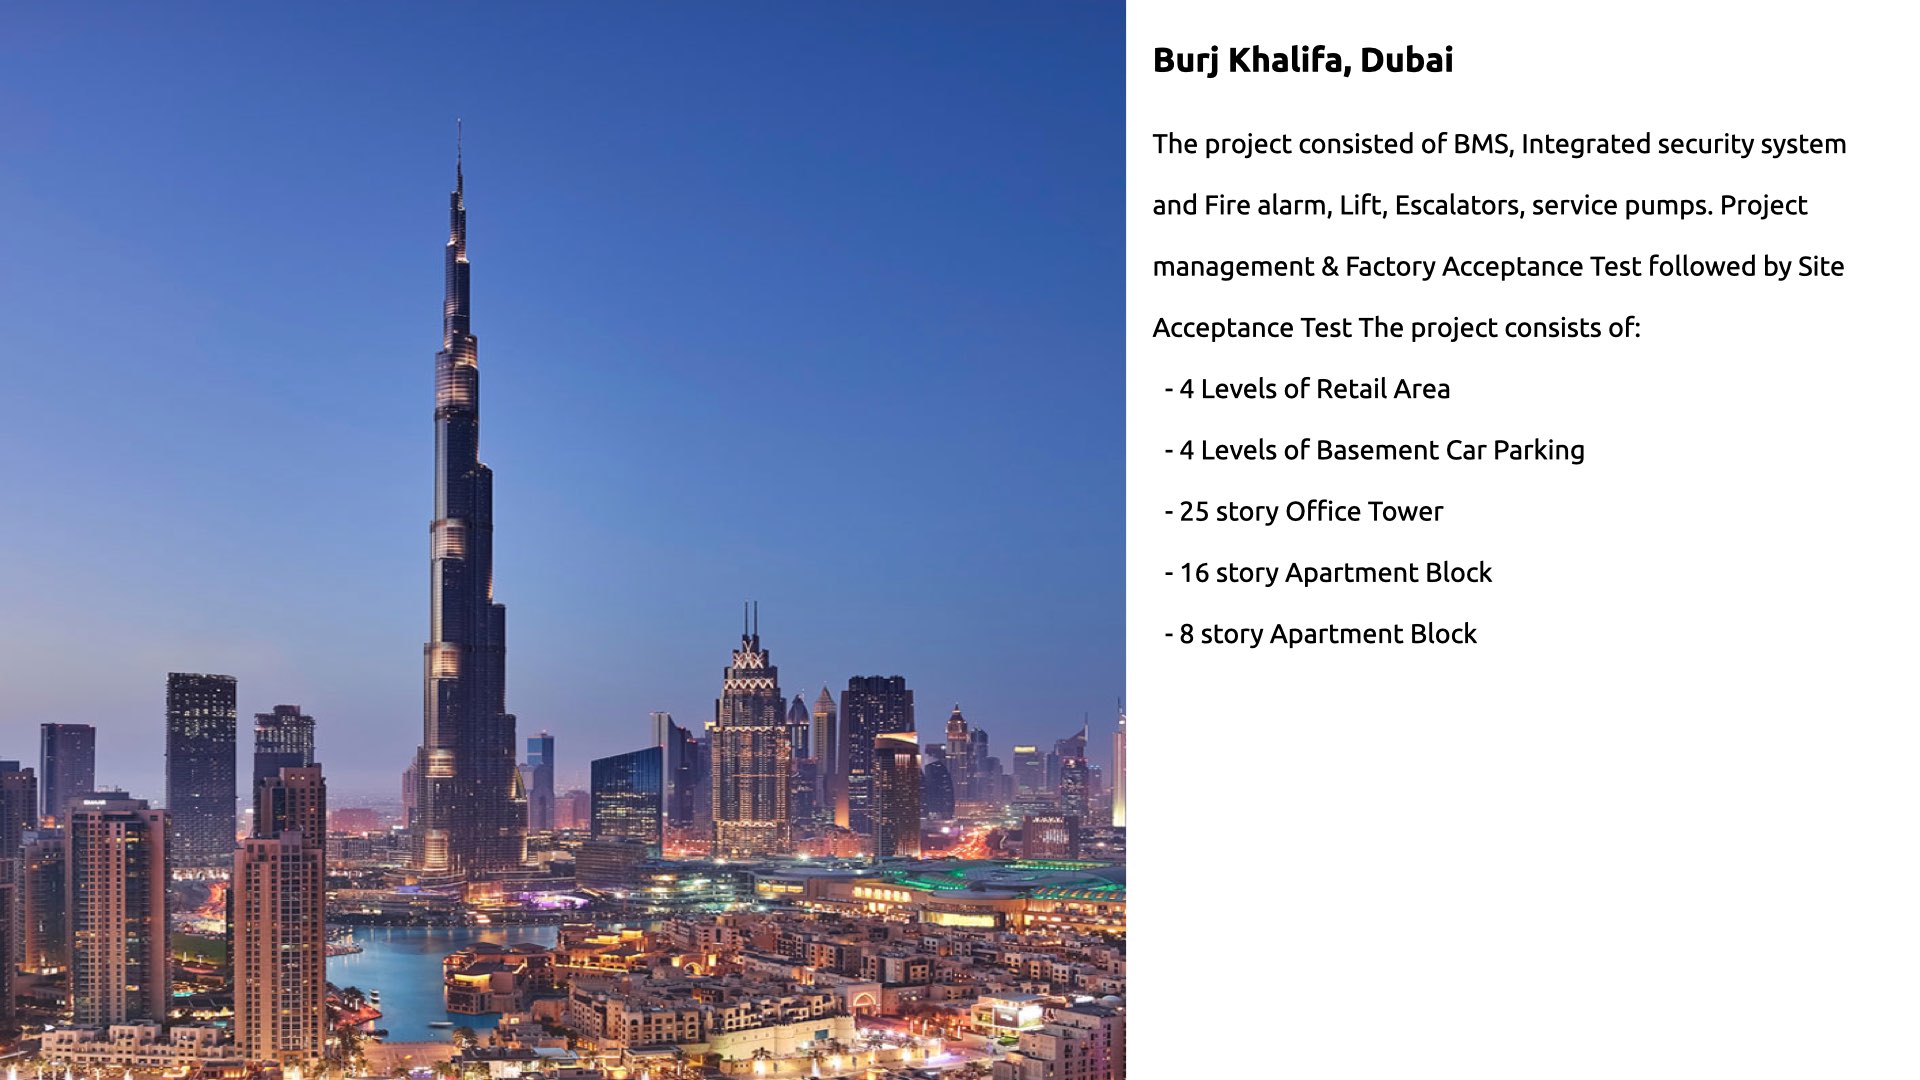 Burj Khalifa, Dubai
The project consisted of BMS, Integrated security system
and Fire alarm, Lift, Escalators, service pumps. Project
management & Factory Acceptance Test followed by Site
Acceptance Test The project consists of:
- 4 Levels of Retail Area
- 4 Levels of Basement Car Parking
- 25 story Office Tower
- 16 story Apartment Block
- 8 story Apartment Block